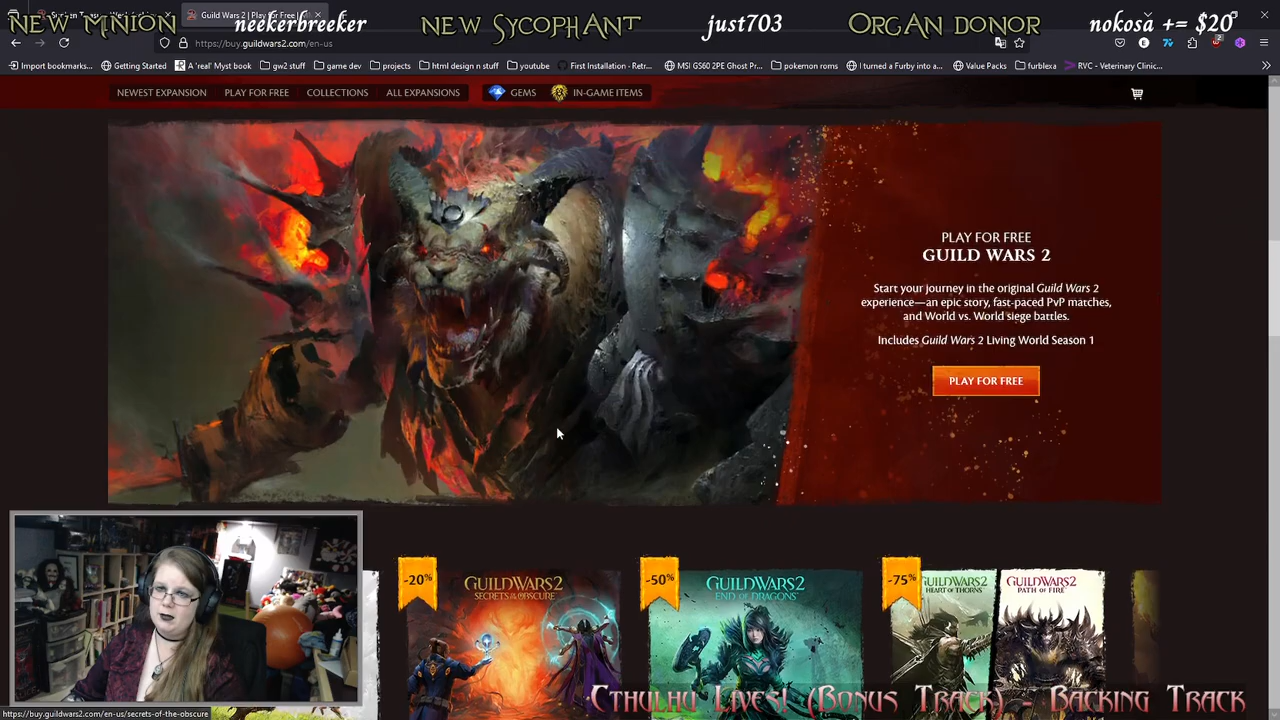 NEW MINION neekerbreeker NEW SYCOPHANT just703 ORGAN DONOR nokosa += $20
Guild Wars 2 | Play for Free |
https://buy.guildwars2.com/en-us
Import bookmarks... Getting Started A 'real' Myst book gw2 stuff game dev projects html design n stuff youtube First Installation - Retr... MSI GS60 2PE Ghost Pr... pokemon roms I turned a Furby into a... Value Packs furblexa RVC - Veterinary Clinic...
NEWEST EXPANSION PLAY FOR FREE COLLECTIONS ALL EXPANSIONS GEMS IN-GAME ITEMS
PLAY FOR FREE
GUILD WARS 2
Start your journey in the original Guild Wars 2
experience—an epic story, fast-paced PvP matches,
and World vs. World siege battles.
Includes Guild Wars 2 Living World Season 1
PLAY FOR FREE
-20% GUILD WARS 2
SECRETS OF THE OBSCURE
-50% GUILD WARS 2
END OF DRAGONS
-75% GUILD WARS 2
HEART OF THORNS
GUILD WARS 2
PATH OF FIRE
Cthulhu Lives! (Bonus Track) - Backing Track
https://buy.guildwars2.com/en-us/secrets-of-the-obscure